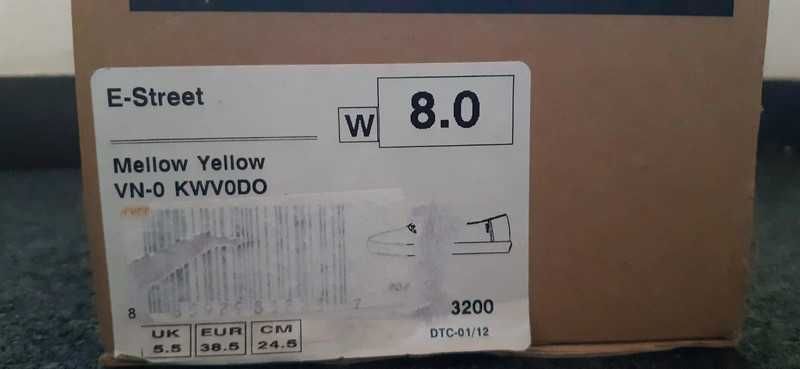 E-Street
W 8.0
Mellow Yellow
VN-0 KWV0DO
8
7
3200
UK EUR CM
5.5 38.5 24.5
DTC-01/12